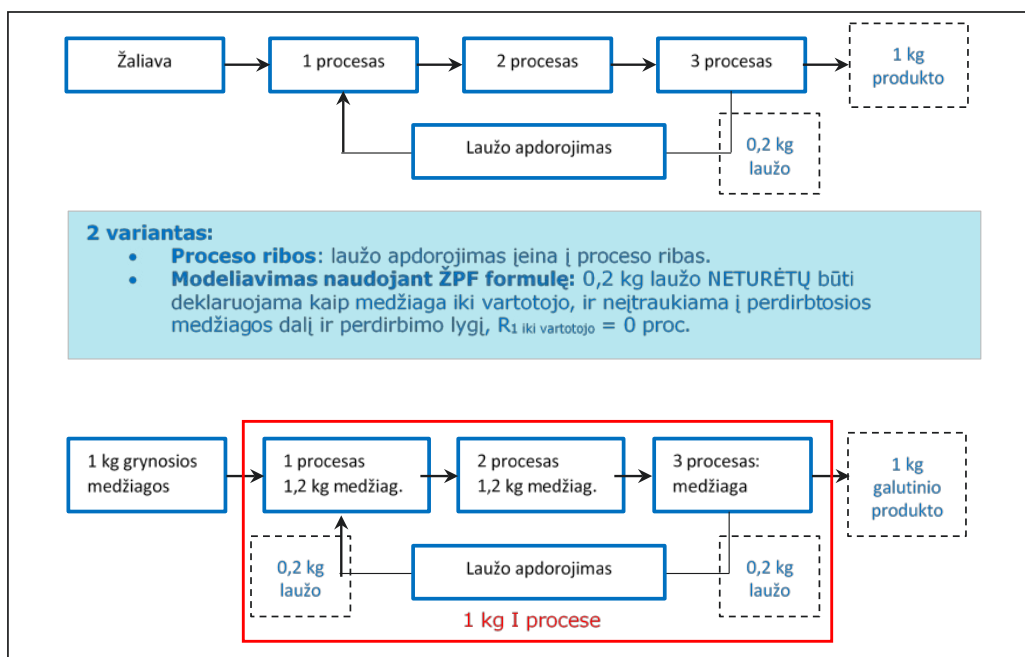 Žaliava
1 procesas
2 procesas
3 procesas
1 kg
produkto
Laužo apdorojimas
0,2 kg
laužo
2 variantas:
• Proceso ribos: laužo apdorojimas įeina į proceso ribas.
• Modeliavimas naudojant ŽPF formulę: 0,2 kg laužo NETURĖTŲ būti
deklaruojama kaip medžiaga iki vartotojo, ir neįtraukiama į perdirbtosios
medžiagos dalį ir perdirbimo lygį, R1 iki vartotojo = 0 proc.
1 kg grynosios
medžiagos
1 procesas
1,2 kg medžiag.
2 procesas
1,2 kg medžiag.
3 procesas:
medžiaga
1 kg
galutinio
produkto
0,2 kg
laužo
Laužo apdorojimas
0,2 kg
laužo
1 kg I procese